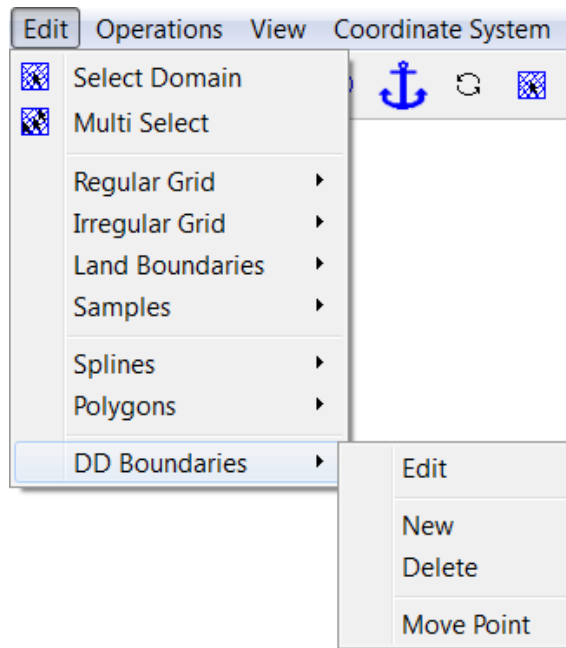 Edit Operations View Coordinate System
Select Domain
Multi Select
Regular Grid
Irregular Grid
Land Boundaries
Samples
Splines
Polygons
DD Boundaries
Edit
New
Delete
Move Point